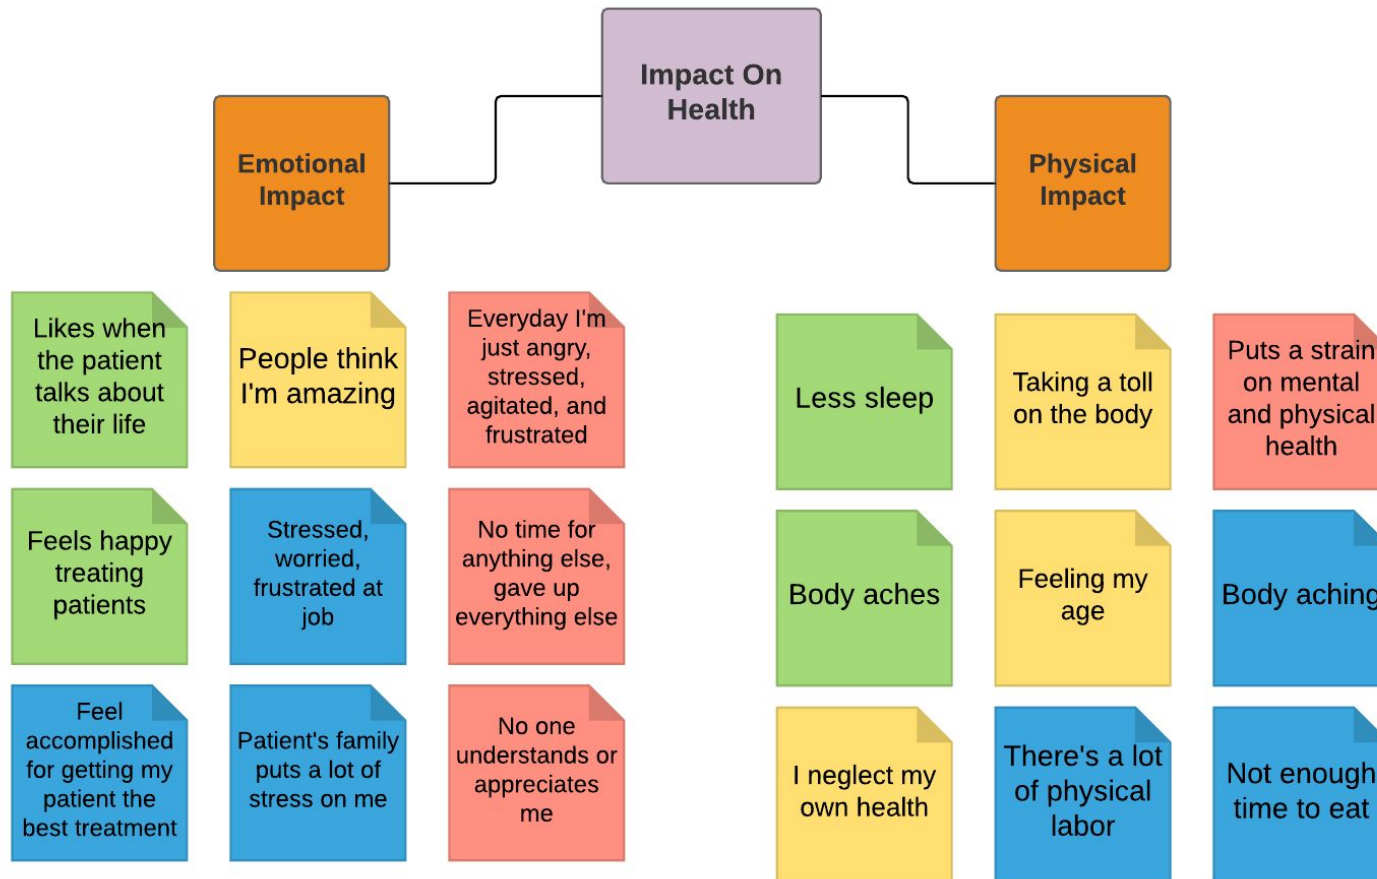 Impact On
Health
Emotional
Impact
Physical
Impact
Likes when
the patient
talks about
their life
People think
I'm amazing
Everyday I'm
just angry,
stressed,
agitated, and
frustrated
Feels happy
treating
patients
Stressed,
worried,
frustrated at
job
No time for
anything else,
gave up
everything else
Feel
accomplished
for getting my
patient the
best treatment
Patient's family
puts a lot of
stress on me
No one
understands or
appreciates
me
Less sleep
Taking a toll
on the body
Puts a strain
on mental
and physical
health
Body aches
Feeling my
age
Body aching
I neglect my
own health
There's a lot
of physical
labor
Not enough
time to eat